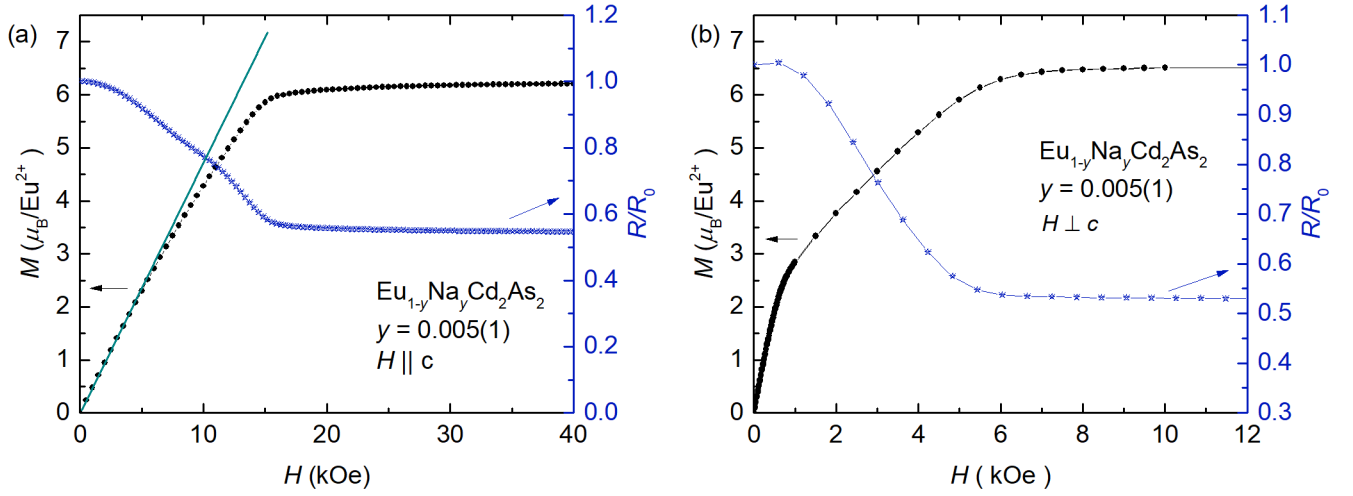 (a)
7
6
5
4
3
2
1
0
M (μ_B/Eu²⁺)
1.2
1.0
0.8
0.6
0.4
0.2
0.0
R/R₀
Eu₁₋yNayCd₂As₂
y = 0.005(1)
H || c
0 10 20 30 40
H (kOe)
(b)
7
6
5
4
3
2
1
0
M (μ_B/Eu²⁺)
1.1
1.0
0.9
0.8
0.7
0.6
0.5
0.4
0.3
R/R₀
Eu₁₋yNayCd₂As₂
y = 0.005(1)
H ⊥ c
0 2 4 6 8 10 12
H ( kOe )